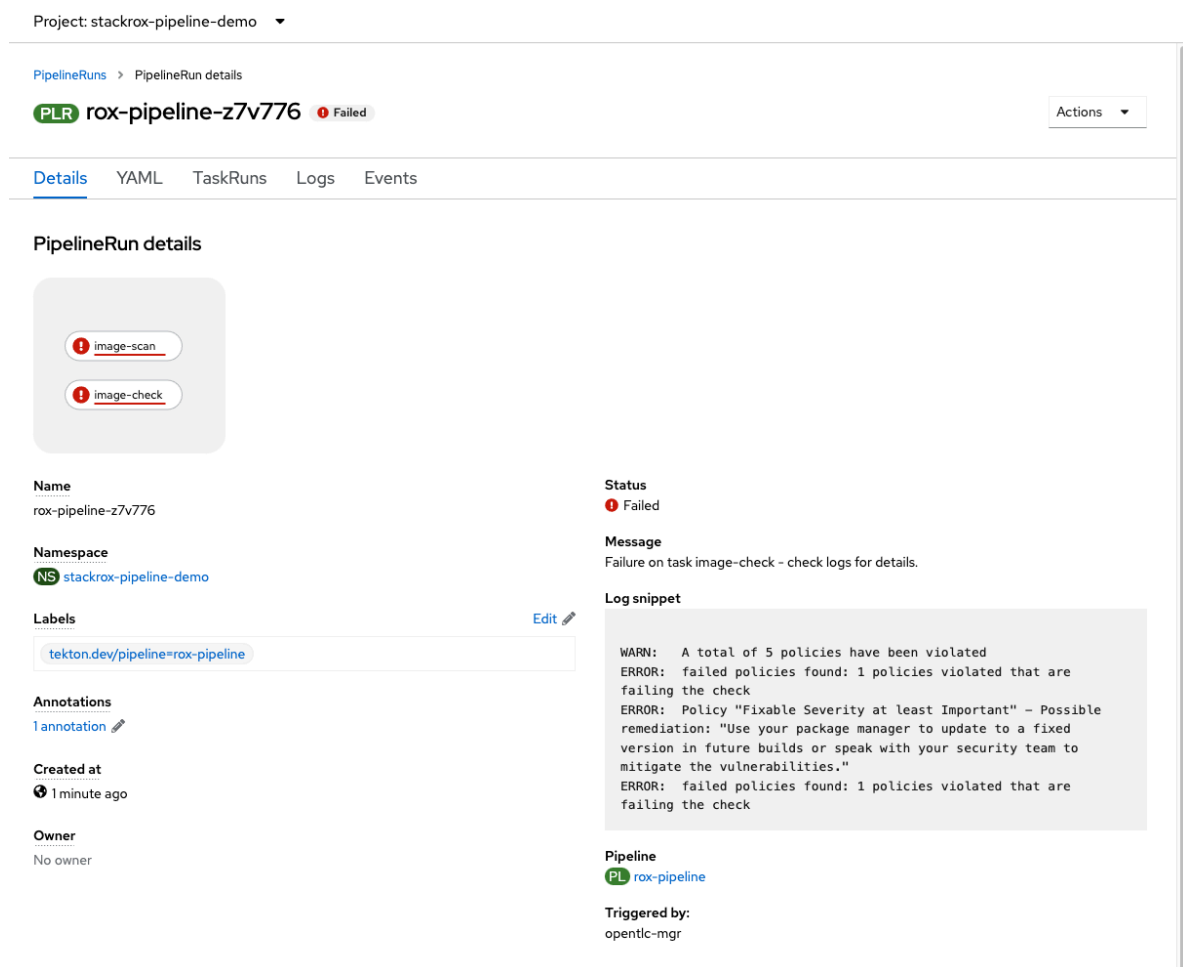 Project: stackrox-pipeline-demo
PipelineRuns > PipelineRun details
PLR rox-pipeline-z7v776 Failed
Actions
Details YAML TaskRuns Logs Events
PipelineRun details
image-scan
image-check
Name
rox-pipeline-z7v776
Namespace
NS stackrox-pipeline-demo
Labels Edit
tekton.dev/pipeline=rox-pipeline
Annotations
1 annotation
Created at
1 minute ago
Owner
No owner
Status
Failed
Message
Failure on task image-check - check logs for details.
Log snippet
WARN: A total of 5 policies have been violated
ERROR: failed policies found: 1 policies violated that are
failing the check
ERROR: Policy "Fixable Severity at least Important" – Possible
remediation: "Use your package manager to update to a fixed
version in future builds or speak with your security team to
mitigate the vulnerabilities."
ERROR: failed policies found: 1 policies violated that are
failing the check
Pipeline
PL rox-pipeline
Triggered by:
opentlc-mgr